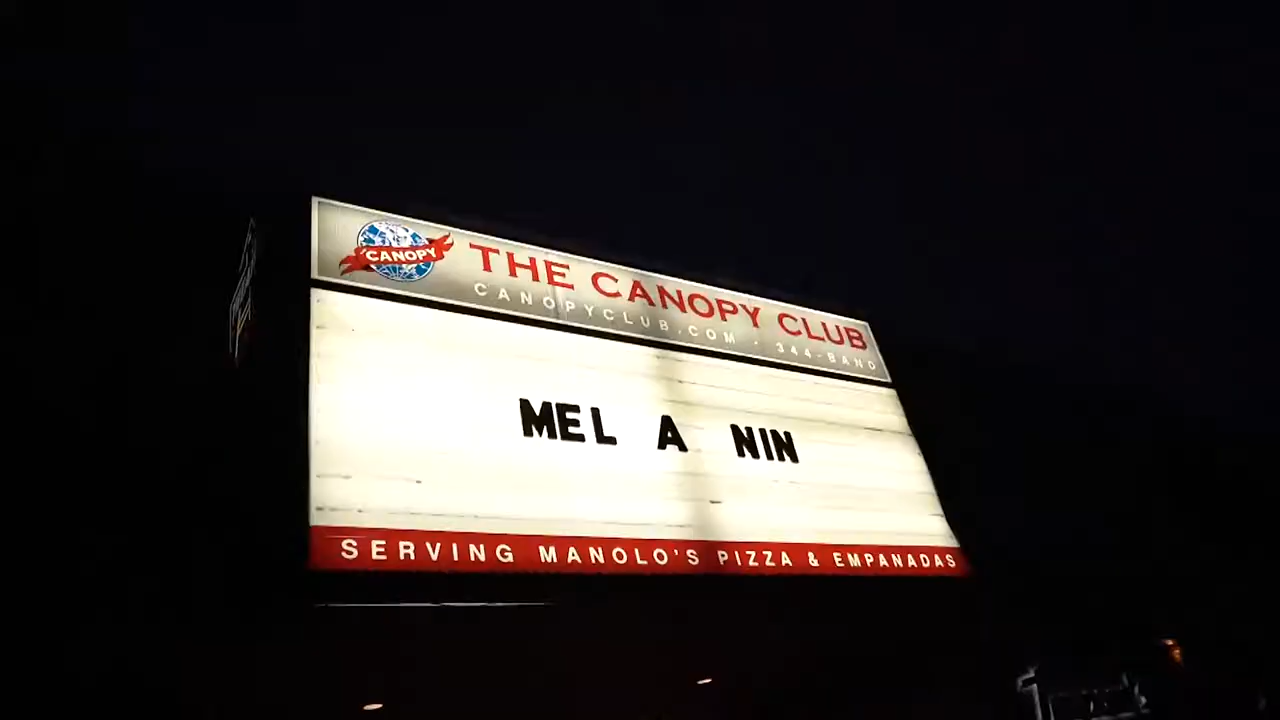 CANOPY
THE CANOPY CLUB
CANOPYCLUB.COM · 344-BAND
MEL A NIN
SERVING MANOLO'S PIZZA & EMPANADAS